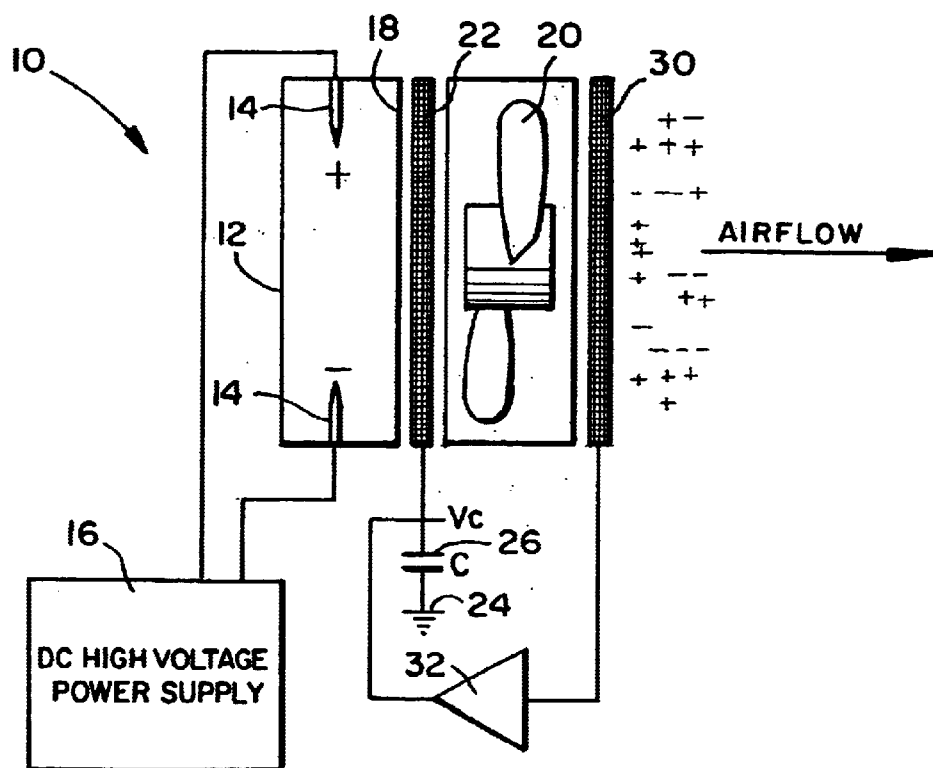 18
22
20
30
10
14
+
+ -
+ + +
- - - +
+
+
+
+ - -
- +
-
- - - -
+ + +
+
12
AIRFLOW
-
14
16
Vc
26
C
24
32
DC HIGH VOLTAGE
POWER SUPPLY